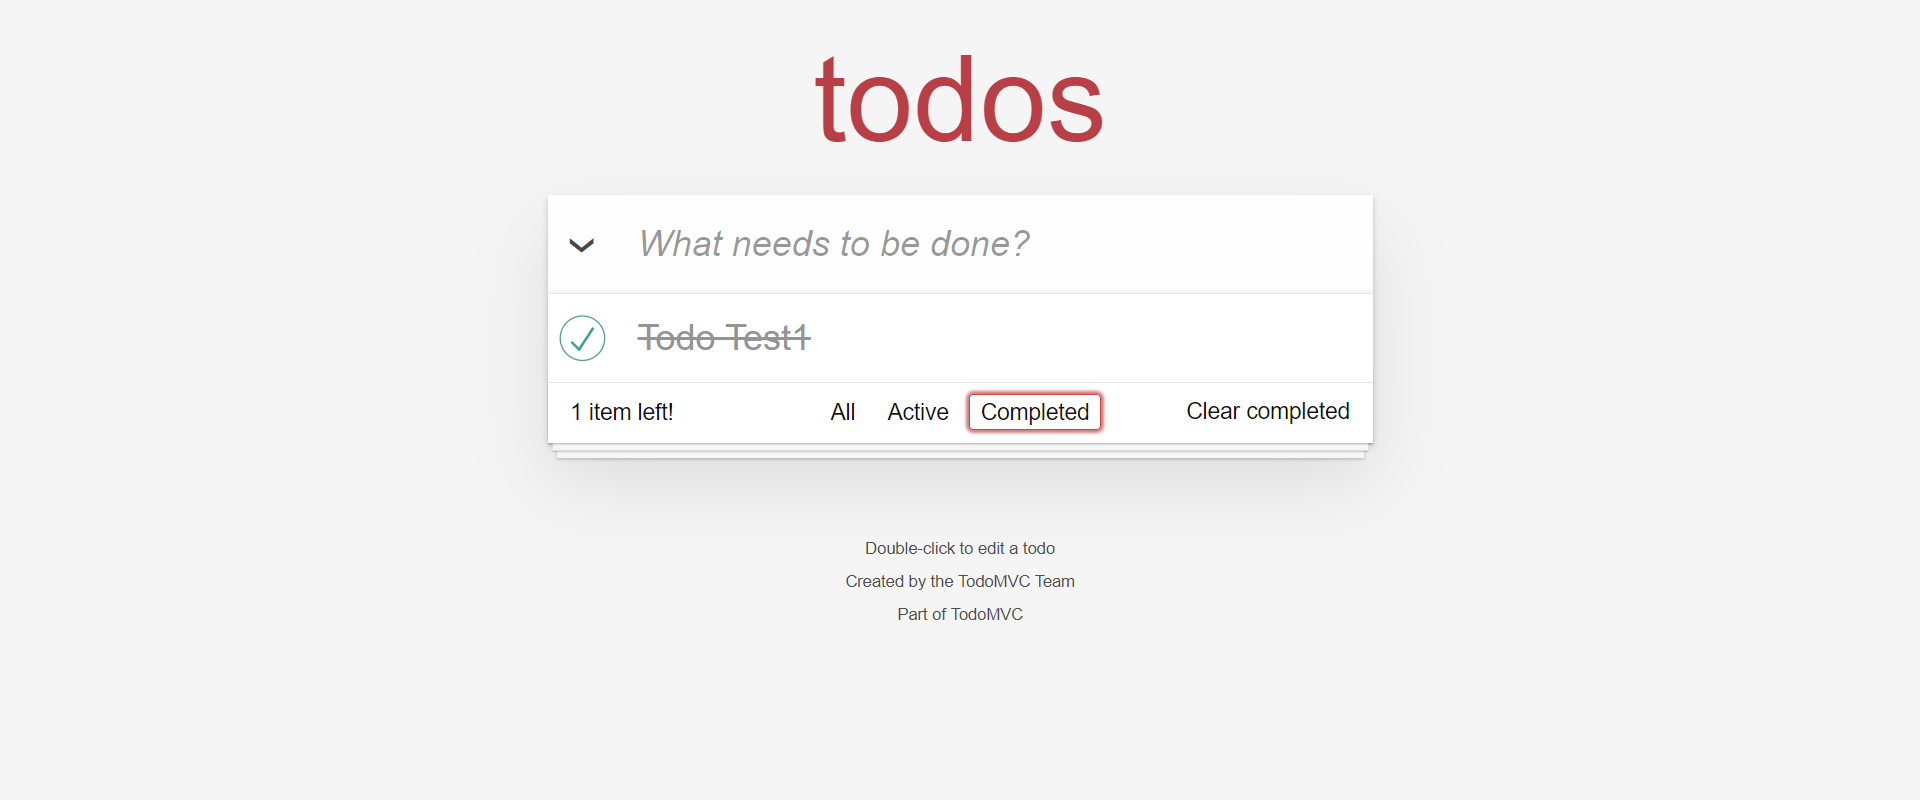 todos
What needs to be done?
Todo Test1
1 item left! All Active Completed Clear completed
Double-click to edit a todo
Created by the TodoMVC Team
Part of TodoMVC